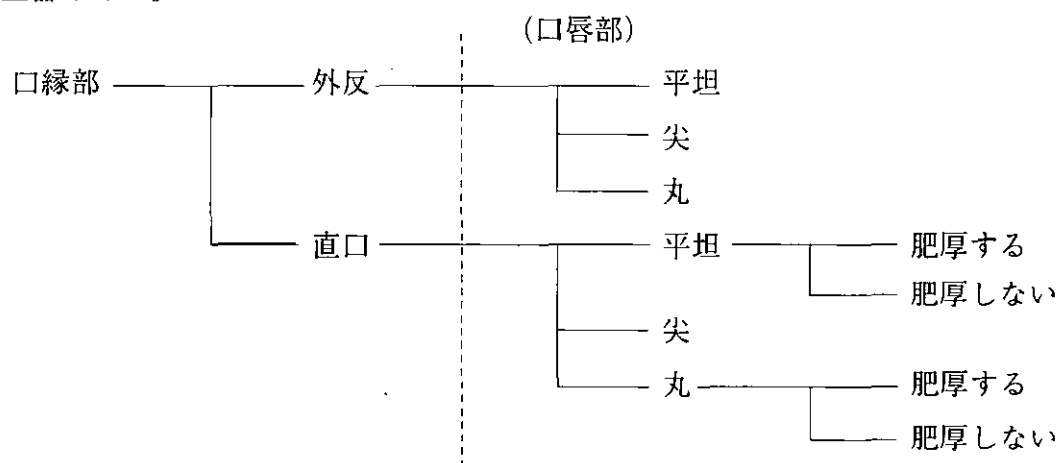 (口唇部)
口縁部 外反 平坦
尖
丸
直口 平坦 肥厚する
肥厚しない
尖
丸 肥厚する
肥厚しない